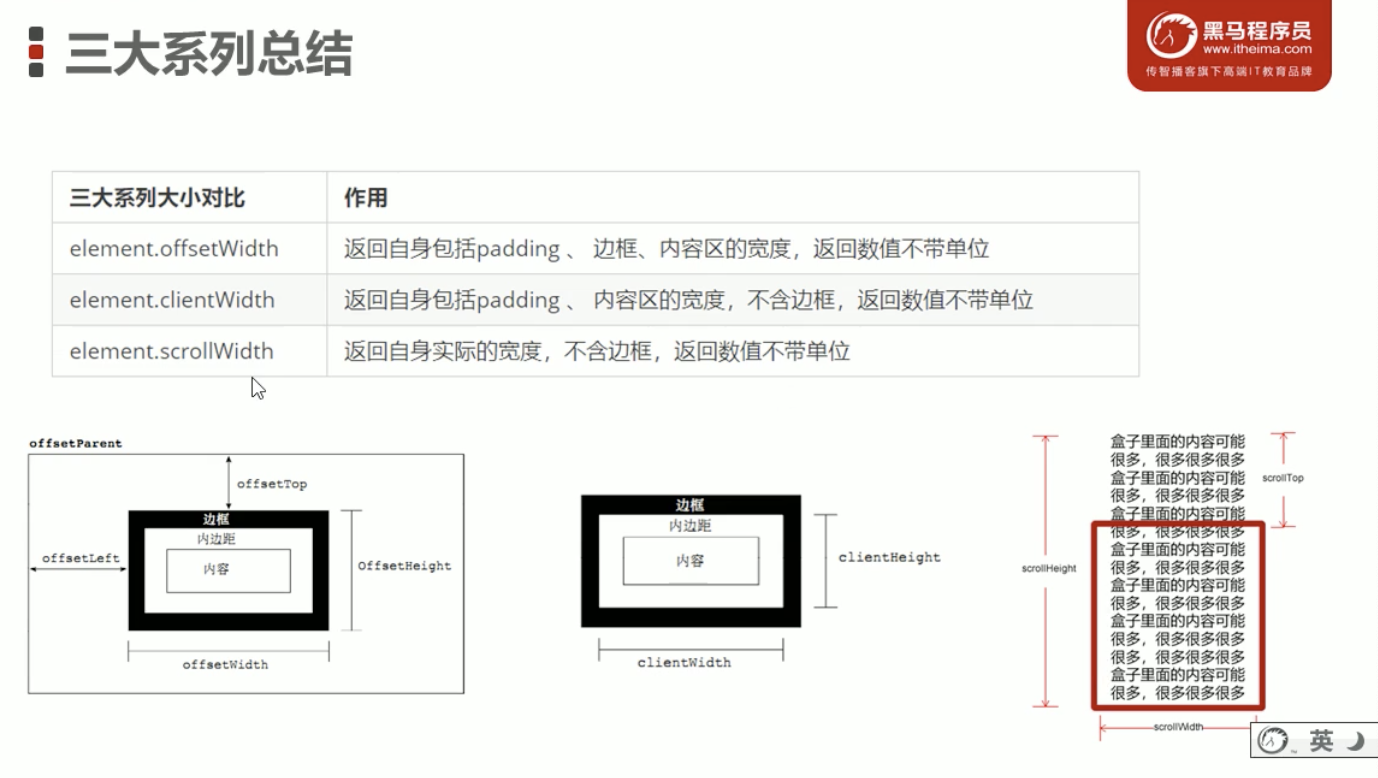 三大系列总结
黑马程序员
www.itheima.com
传智播客旗下高端IT教育品牌
三大系列大小对比 作用
element.offsetWidth 返回自身包括padding 、 边框、内容区的宽度，返回数值不带单位
element.clientWidth 返回自身包括padding 、 内容区的宽度，不含边框，返回数值不带单位
element.scrollWidth 返回自身实际的宽度，不含边框，返回数值不带单位
offsetParent
offsetTop
边框
内边距
内容
offsetLeft
OffsetHeight
offsetWidth
边框
内边距
内容
clientHeight
clientWidth
盒子里面的内容可能
很多，很多很多很多
盒子里面的内容可能
很多，很多很多很多
盒子里面的内容可能
很多，很多很多很多
盒子里面的内容可能
很多，很多很多很多
盒子里面的内容可能
很多，很多很多很多
盒子里面的内容可能
很多，很多很多很多
很多，很多很多很多
盒子里面的内容可能
很多，很多很多很多
scrollTop
scrollHeight
scrollWidth
英